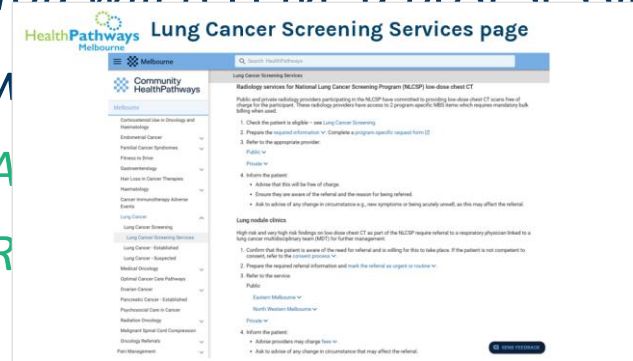 HealthPathways
Melbourne
Lung Cancer Screening Services page
Melbourne
Search HealthPathways
Community
HealthPathways
Melbourne
Corticosteroid Use in Oncology and
Haematology
Endometrial Cancer
Familial Cancer Syndromes
Fitness to Drive
Gastroenterology
Hair Loss in Cancer Therapies
Haematology
Cancer Immunotherapy Adverse
Events
Lung Cancer
Lung Cancer Screening
Lung Cancer Screening Services
Lung Cancer - Established
Lung Cancer - Suspected
Medical Oncology
Optimal Cancer Care Pathways
Ovarian Cancer
Pancreatic Cancer - Established
Psychosocial Care in Cancer
Radiation Oncology
Malignant Spinal Cord Compression
Oncology Referrals
Pain Management
Lung Cancer Screening Services
Radiology services for National Lung Cancer Screening Program (NLCSP) low-dose chest CT
Public and private radiology providers participating in the NLCSP have committed to providing low-dose chest CT scans free of
charge for the participant. These radiology providers have access to 2 program-specific MBS items which require mandatory bulk
billing when used.
1. Check the patient is eligible – see Lung Cancer Screening.
2. Prepare the required information. Complete a program-specific request form
3. Refer to the appropriate provider:
Public
Private
4. Inform the patient:
• Advise that this will be free of charge.
• Ensure they are aware of the referral and the reason for being referred.
• Ask to advise of any change in circumstance e.g., new symptoms or being acutely unwell, as this may affect the referral.
Lung nodule clinics
High-risk and very high-risk findings on low-dose chest CT as part of the NLCSP require referral to a respiratory physician linked to a
lung cancer multidisciplinary team (MDT) for further management.
1. Confirm that the patient is aware of the need for referral and is willing for this to take place. If the patient is not competent to
consent, refer to the consent process
2. Prepare the required referral information and mark the referral as urgent or routine
3. Refer to the service:
Public
Eastern Melbourne
North Western Melbourne
Private
4. Inform the patient:
• Advise providers may charge fees
• Ask to advise of any change in circumstance that may affect the referral.
SEND FEEDBACK